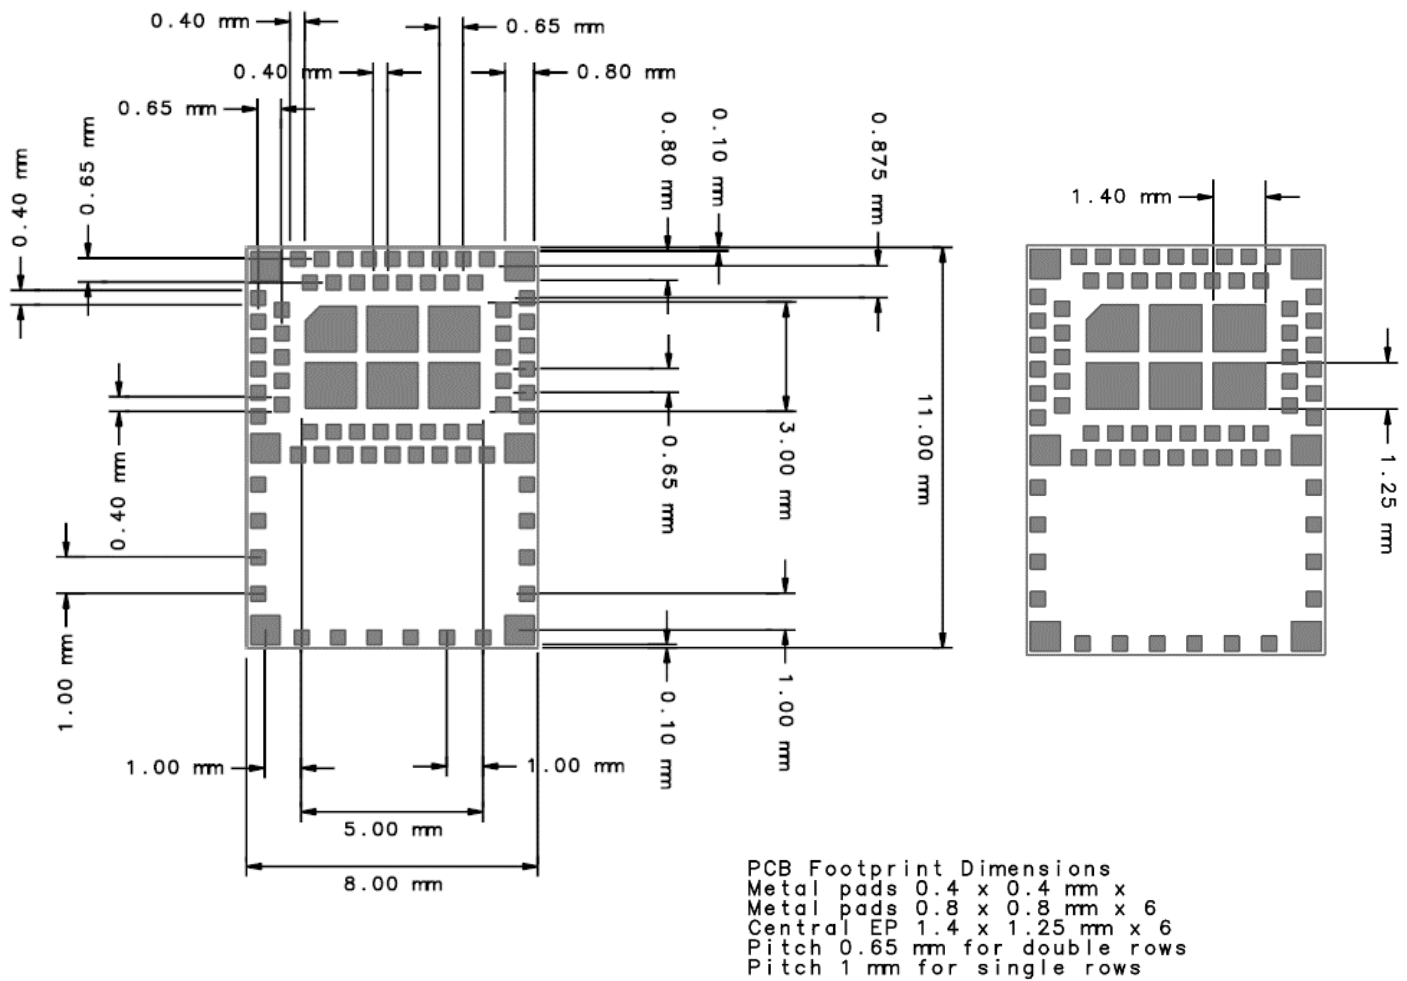 0.40 mm
0.65 mm
0.40 mm
0.80 mm
0.65 mm
0.40 mm
0.65 mm
0.80 mm
0.10 mm
0.875 mm
1.40 mm
11.00 mm
3.00 mm
0.65 mm
0.40 mm
1.25 mm
1.00 mm
0.10 mm
1.00 mm
1.00 mm
1.00 mm
5.00 mm
8.00 mm
PCB Footprint Dimensions
Metal pads 0.4 x 0.4 mm x
Metal pads 0.8 x 0.8 mm x 6
Central EP 1.4 x 1.25 mm x 6
Pitch 0.65 mm for double rows
Pitch 1 mm for single rows